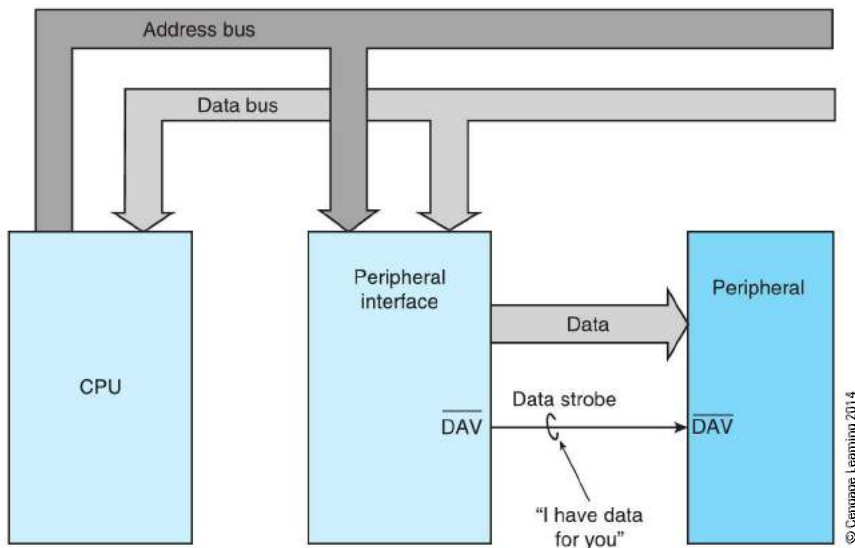 Address bus
Data bus
Peripheral
interface
Peripheral
Data
CPU
Data strobe
DAV
DAV
"I have data
for you"
© Cengage Learning 2014